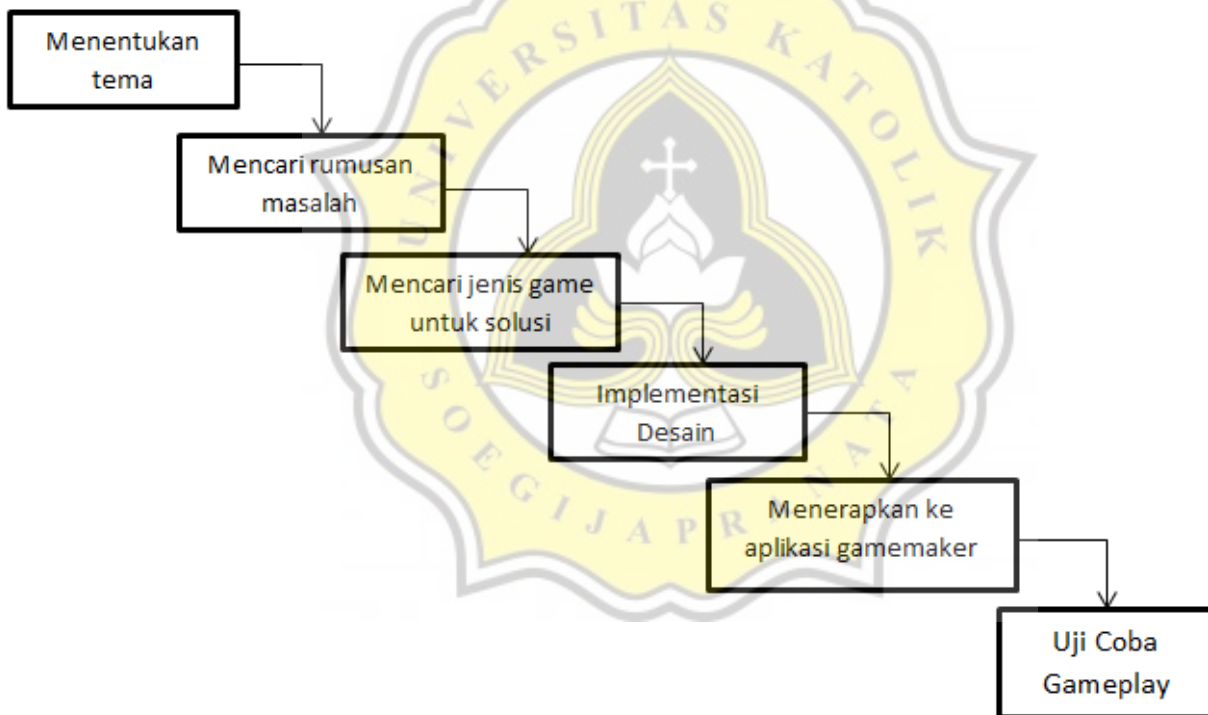 UNIVERSITAS KATOLIK
Menentukan
tema
Mencari rumusan
masalah
Mencari jenis game
untuk solusi
Implementasi
Desain
Menerapkan ke
aplikasi gamemaker
Uji Coba
Gameplay
SOEGIJAPRANATA